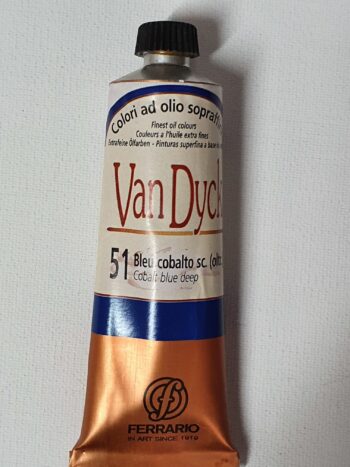 Colori ad olio sopraffi
Finest oil colours
Couleurs a l'huile extra fines
Extrafeine Ölfarben - Pinturas superfina a base
Van Dyck
51 Bleu cobalto sc. (oltr
Cobalt blue deep
FERRARIO
IN ART SINCE 1919